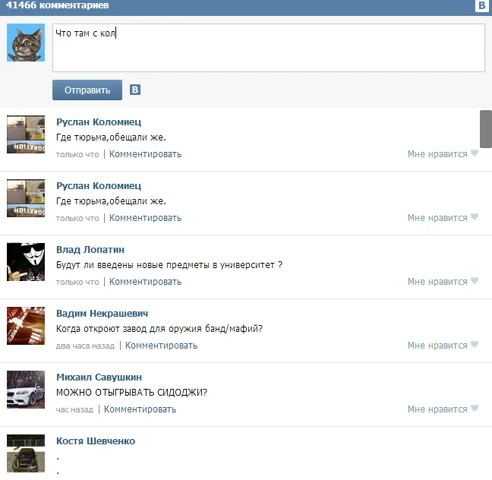 41466 комментариев
В
Что там с кол
Отправить
В
Руслан Коломиец
Где тюрьма,обещали же.
только что | Комментировать
Мне нравится
Руслан Коломиец
Где тюрьма,обещали же.
только что | Комментировать
Мне нравится
Влад Лопатин
Будут ли введены новые предметы в университет ?
только что | Комментировать
Мне нравится
Вадим Некрашевич
Когда откроют завод для оружия банд/мафий?
два часа назад | Комментировать
Мне нравится
Михаил Савушкин
МОЖНО ОТЫГРЫВАТЬ СИДОДЖИ?
час назад | Комментировать
Мне нравится
Костя Шевченко
.
.
HOLLYWOO
HOLLYWOO